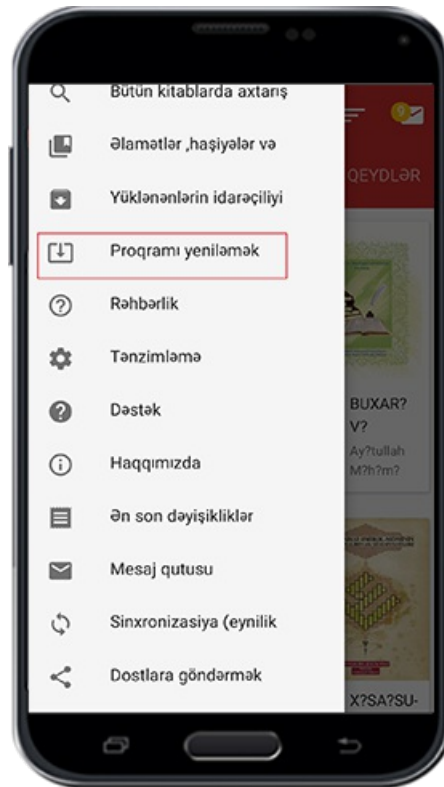 Bütün kitablarda axtarış
Əlamətlər ,haşiyələr və
Yüklənənlərin idarəçiliyi
Proqramı yeniləmək
Rəhbərlik
Tənzimləmə
Dəstək
Haqqımızda
Ən son dəyişikliklər
Mesaj qutusu
Sinxronizasiya (eynilik
Dostlara göndərmək
QEYDLƏR
BUXAR?
V?
Ay?tullah
M?h?m?
X?SA?SU-